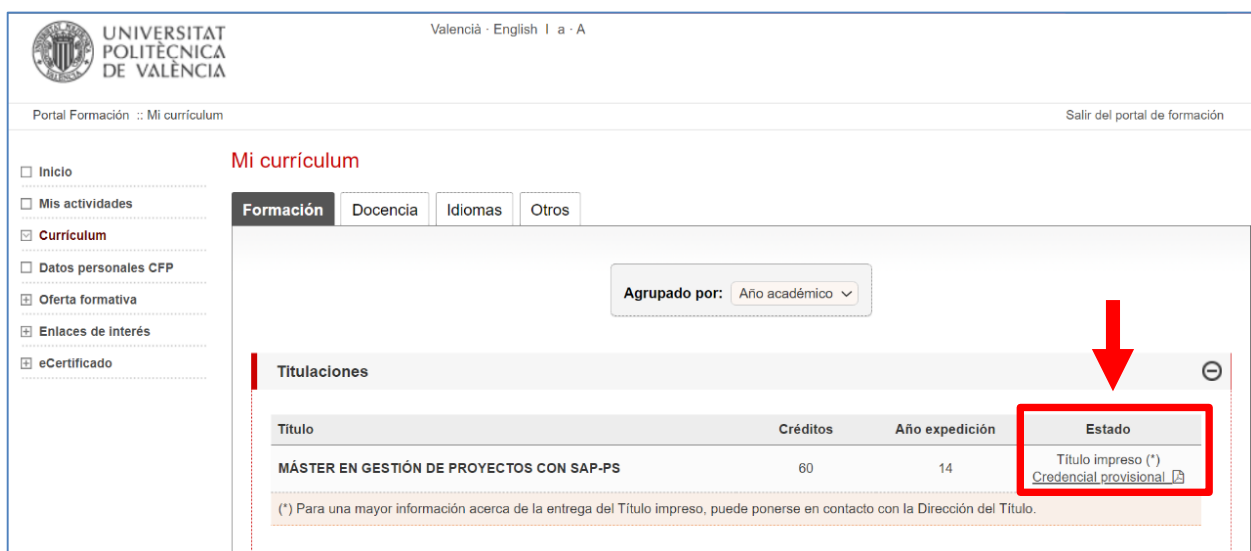 UNIVERSITAT
POLITÈCNICA
DE VALÈNCIA
Valencià · English | a · A
Portal Formación :: Mi currículum
Salir del portal de formación
Inicio
Mis actividades
Currículum
Datos personales CFP
Oferta formativa
Enlaces de interés
eCertificado
Mi currículum
Formación Docencia Idiomas Otros
Agrupado por: Año académico
Titulaciones
Título Créditos Año expedición Estado
MÁSTER EN GESTIÓN DE PROYECTOS CON SAP-PS 60 14 Título impreso (*)
Credencial provisional
(*) Para una mayor información acerca de la entrega del Título impreso, puede ponerse en contacto con la Dirección del Título.